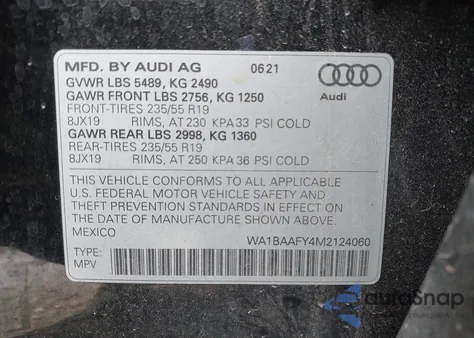 MFD. BY AUDI AG 0621
GVWR LBS 5489, KG 2490
GAWR FRONT LBS 2756, KG 1250
Audi
FRONT-TIRES 235/55 R19
8JX19 RIMS, AT 230 KPA 33 PSI COLD
GAWR REAR LBS 2998, KG 1360
REAR-TIRES 235/55 R19
8JX19 RIMS, AT 250 KPA 36 PSI COLD
THIS VEHICLE CONFORMS TO ALL APPLICABLE
U.S. FEDERAL MOTOR VEHICLE SAFETY AND
THEFT PREVENTION STANDARDS IN EFFECT ON
THE DATE OF MANUFACTURE SHOWN ABOVE.
MEXICO
WA1BAAFY4M2124060
TYPE:
MPV
autoSnap